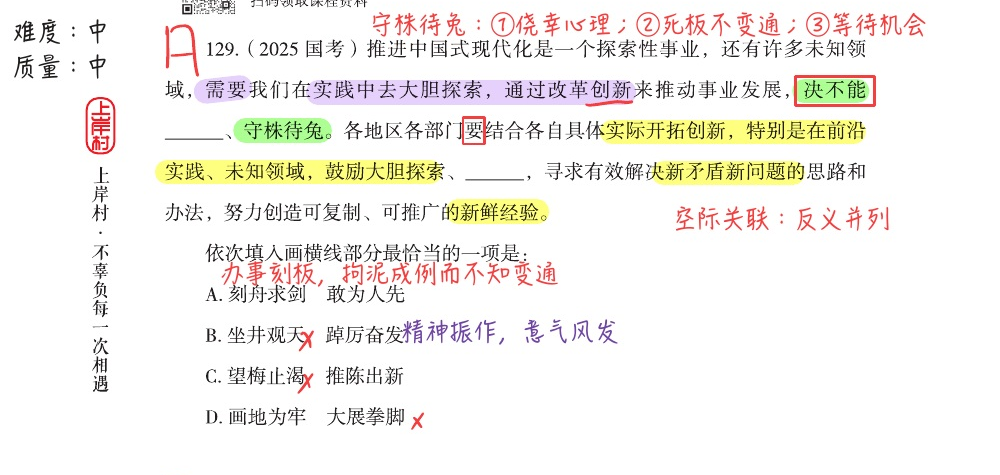 扫码领取课程资料
守株待兔：①侥幸心理；②死板不变通；③等待机会
难度：中
质量：中
A
129.（2025 国考）推进中国式现代化是一个探索性事业，还有许多未知领
域，需要我们在实践中去大胆探索，通过改革创新来推动事业发展，决不能
______、守株待兔。各地区各部门要结合各自具体实际开拓创新，特别是在前沿
实践、未知领域，鼓励大胆探索、______，寻求有效解决新矛盾新问题的思路和
办法，努力创造可复制、可推广的新鲜经验。
空际关联：反义并列
依次填入画横线部分最恰当的一项是：
办事刻板，拘泥成例而不知变通
A. 刻舟求剑 敢为人先
B. 坐井观天 踔厉奋发 精神振作，意气风发
C. 望梅止渴 推陈出新
D. 画地为牢 大展拳脚
上岸村
上岸村·不辜负每一次相遇